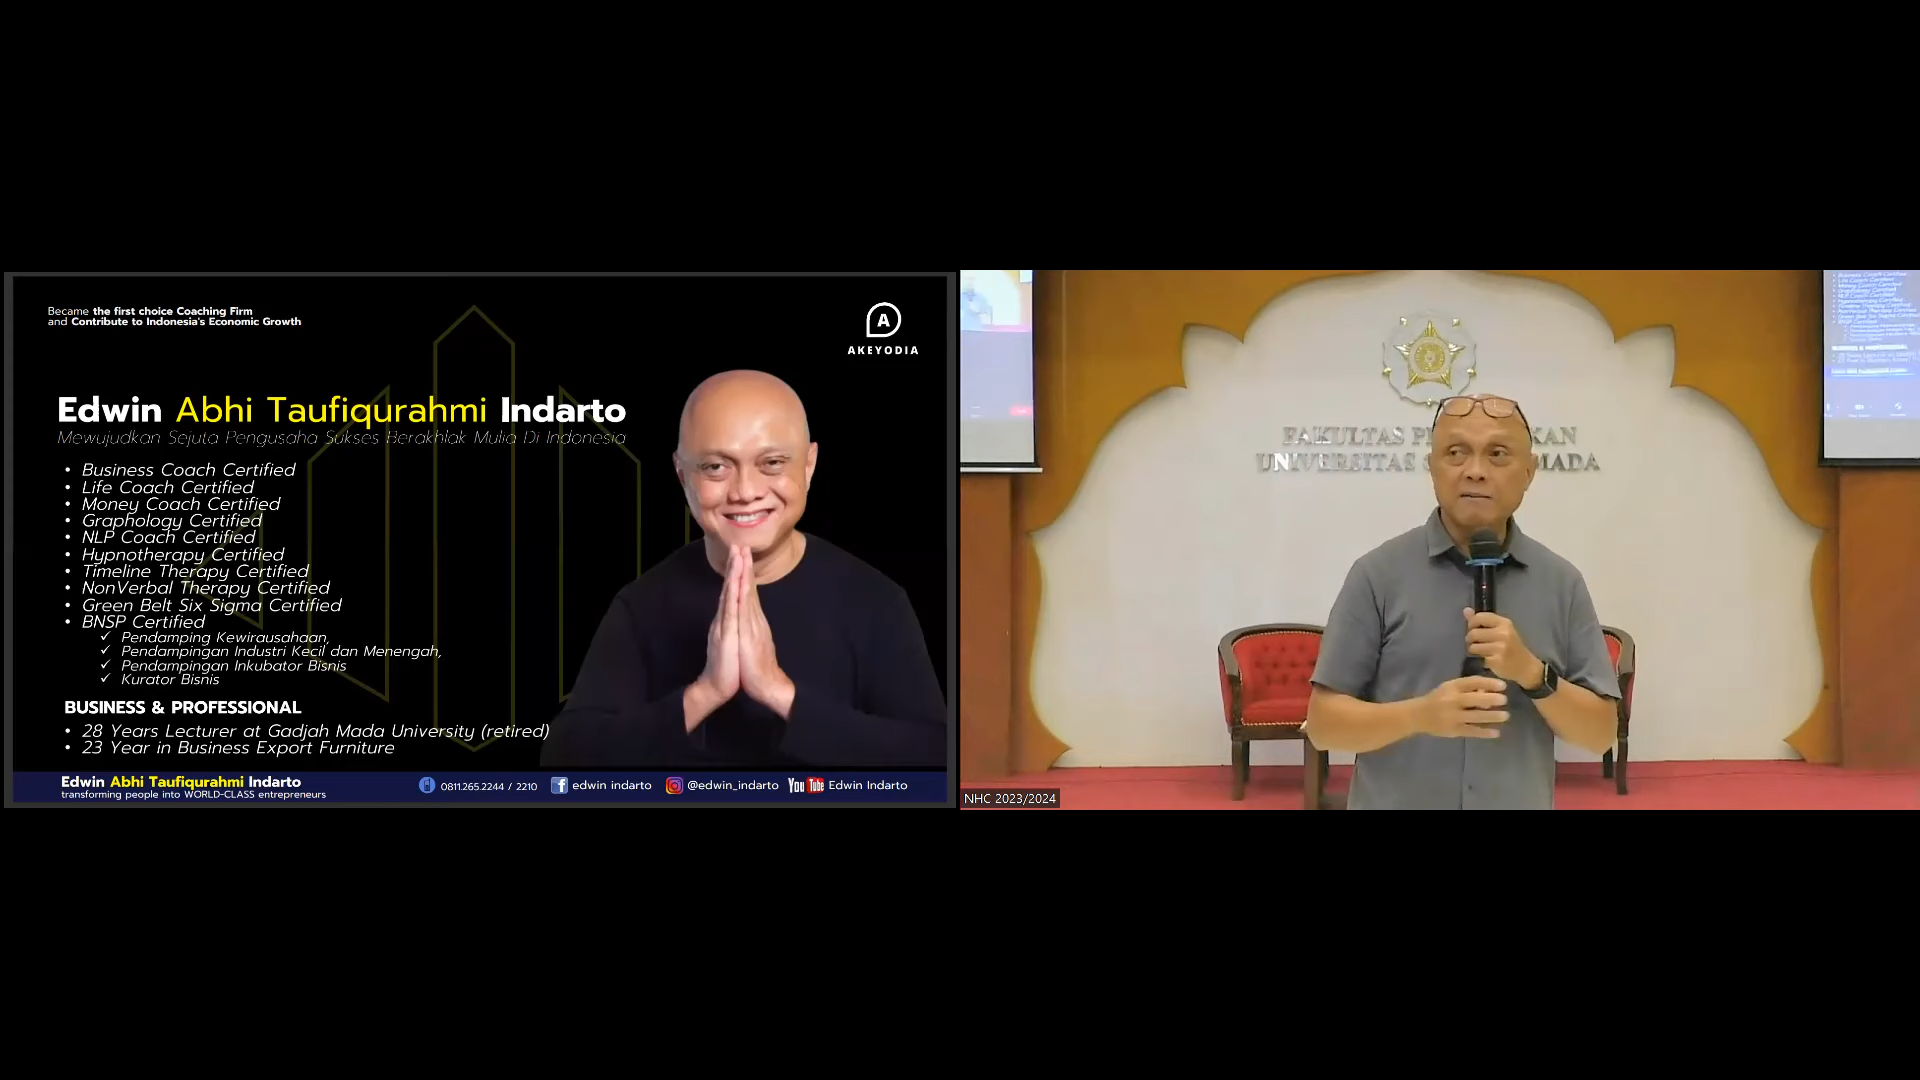 Became the first choice Coaching Firm
and Contribute to Indonesia's Economic Growth
A
AKEYODIA
Edwin Abhi Taufiqurahmi Indarto
Mewujudkan Sejuta Pengusaha Sukses Berakhlak Mulia Di Indonesia
• Business Coach Certified
• Life Coach Certified
• Money Coach Certified
• Graphology Certified
• NLP Coach Certified
• Hypnotherapy Certified
• Timeline Therapy Certified
• NonVerbal Therapy Certified
• Green Belt Six Sigma Certified
• BNSP Certified
✓ Pendamping Kewirausahaan,
✓ Pendampingan Industri Kecil dan Menengah,
✓ Pendampingan Inkubator Bisnis
✓ Kurator Bisnis
BUSINESS & PROFESSIONAL
• 28 Years Lecturer at Gadjah Mada University (retired)
• 23 Year in Business Export Furniture
Edwin Abhi Taufiqurahmi Indarto
transforming people into WORLD-CLASS entrepreneurs
0811.265.2244 / 2210
edwin indarto
@edwin_indarto
You Tube Edwin Indarto
FAKULTAS
UNIVERSITAS
NHC 2023/2024